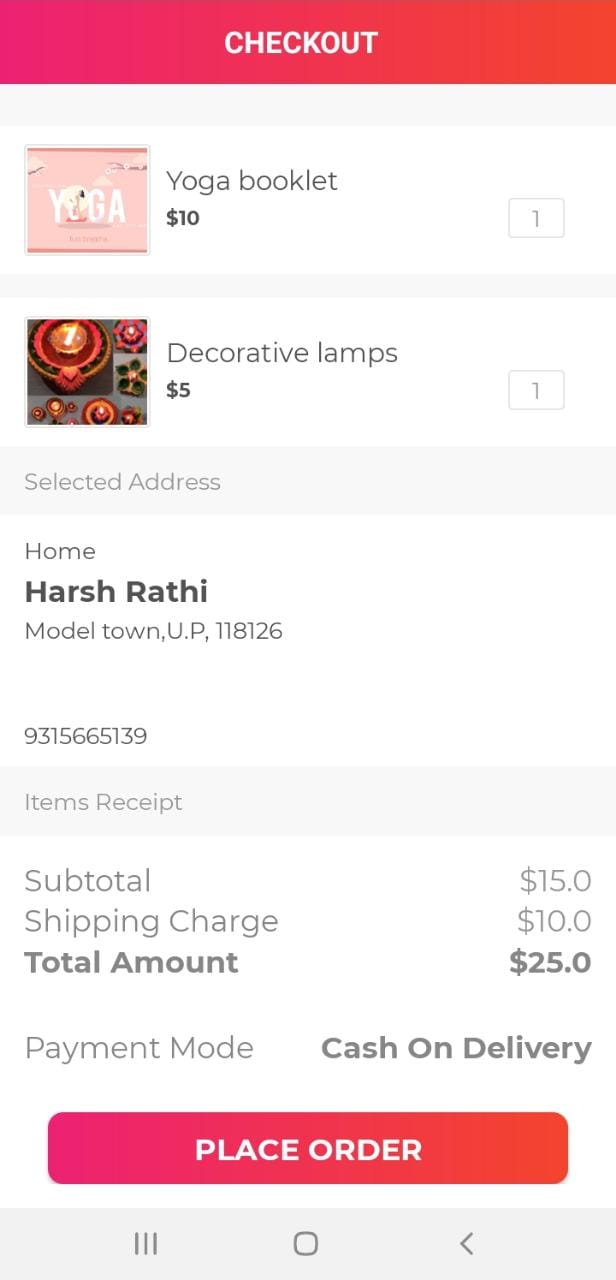 CHECKOUT
YOGA
Just breathe
Yoga booklet
$10
1
Decorative lamps
$5
1
Selected Address
Home
Harsh Rathi
Model town,U.P, 118126
9315665139
Items Receipt
Subtotal $15.0
Shipping Charge $10.0
Total Amount $25.0
Payment Mode Cash On Delivery
PLACE ORDER